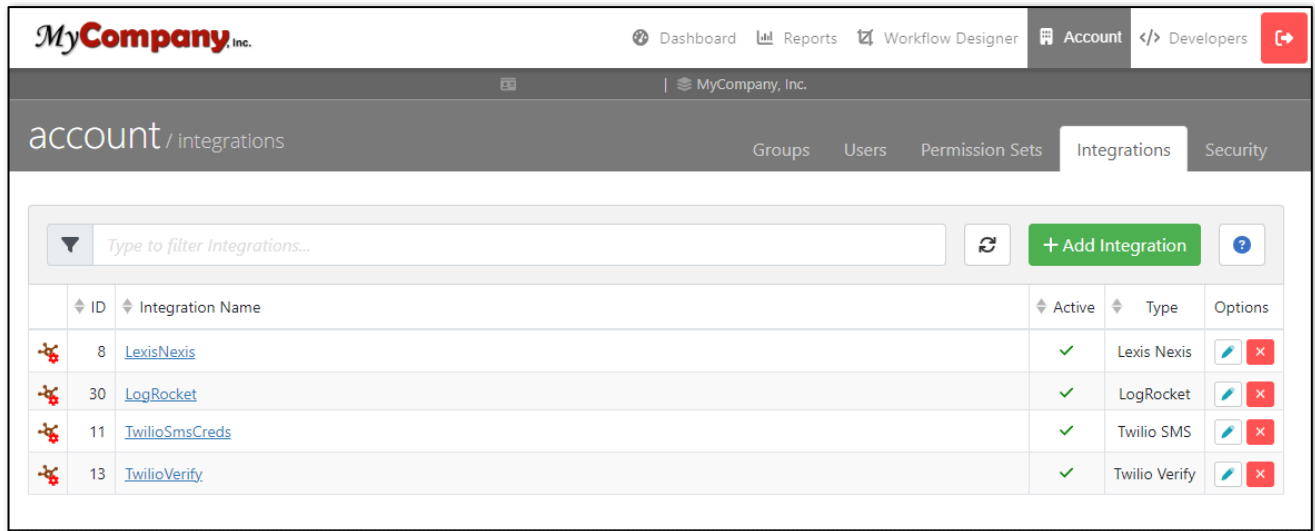 MyCompany, Inc.
Dashboard Reports Workflow Designer Account </> Developers
| MyCompany, Inc.
account / integrations
Groups Users Permission Sets Integrations Security
Type to filter Integrations... + Add Integration ?
ID Integration Name Active Type Options
8 LexisNexis Lexis Nexis
30 LogRocket LogRocket
11 TwilioSmsCreds Twilio SMS
13 TwilioVerify Twilio Verify